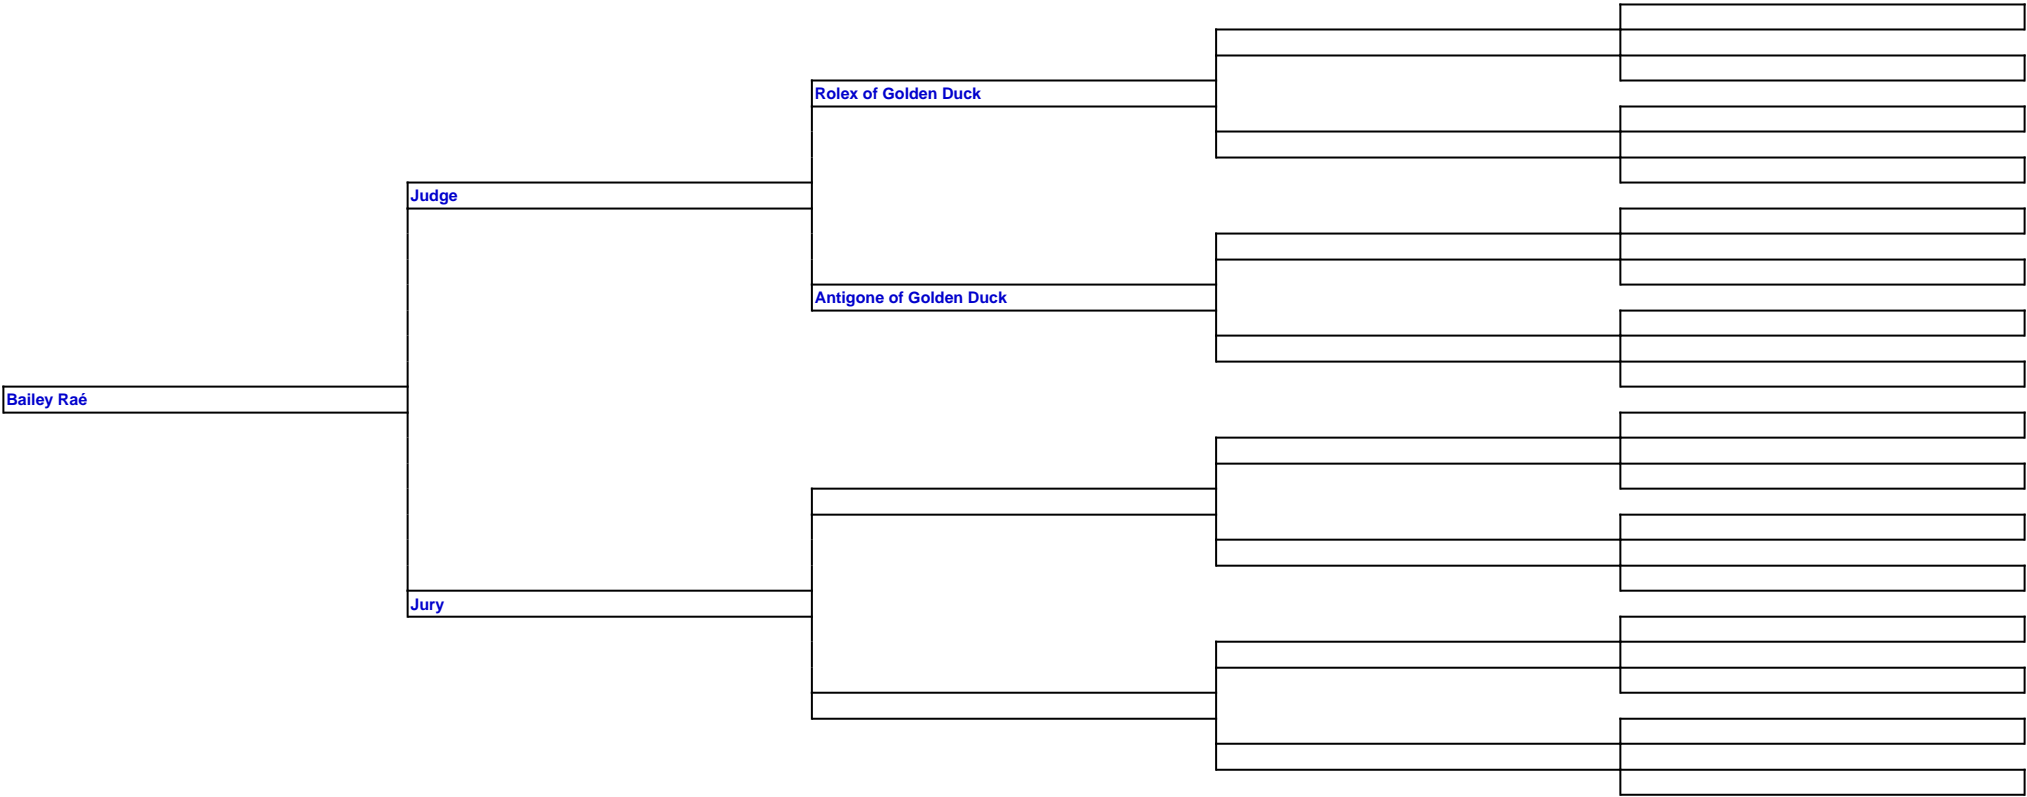 Rolex of Golden Duck
Judge
Antigone of Golden Duck
Bailey Raé
Jury